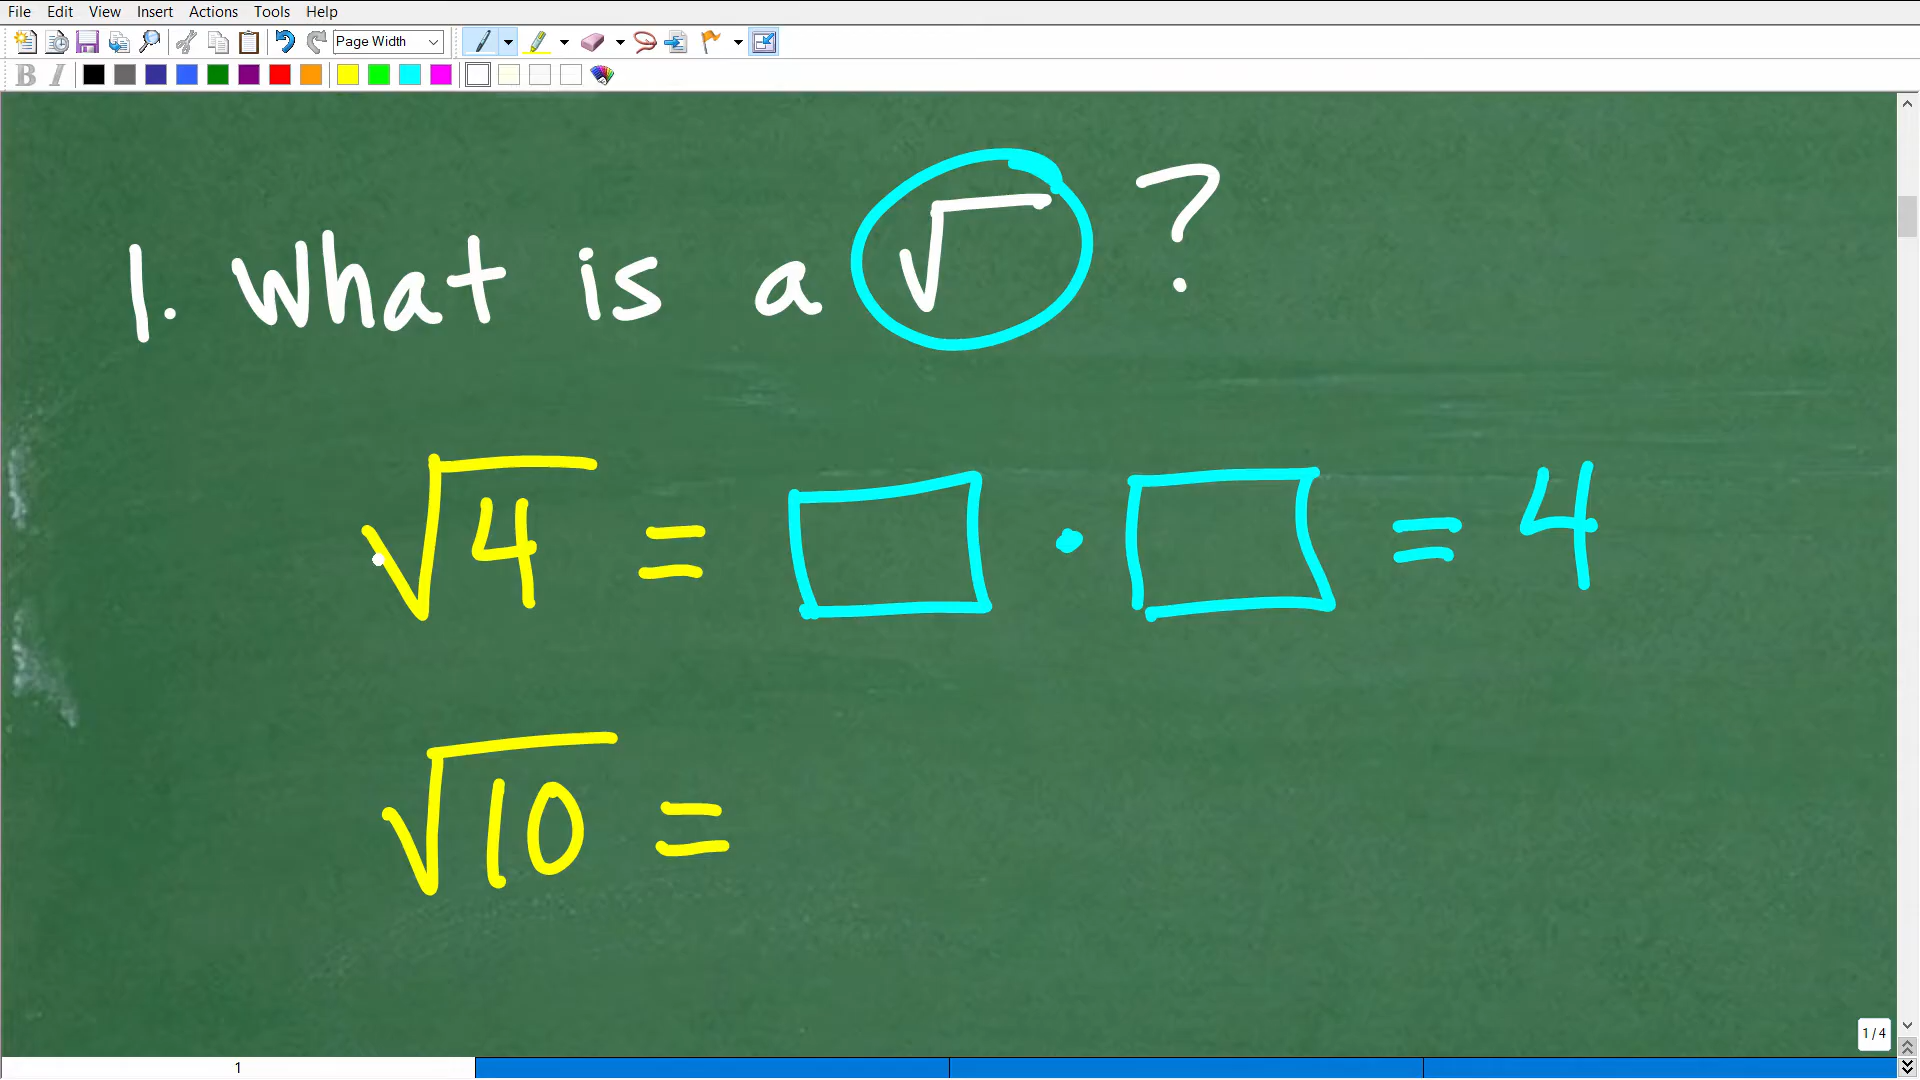 File Edit View Insert Actions Tools Help
Page Width
B I
1. What is a √ ?
√4 = □ · □ = 4
√10 =
1 / 4
1